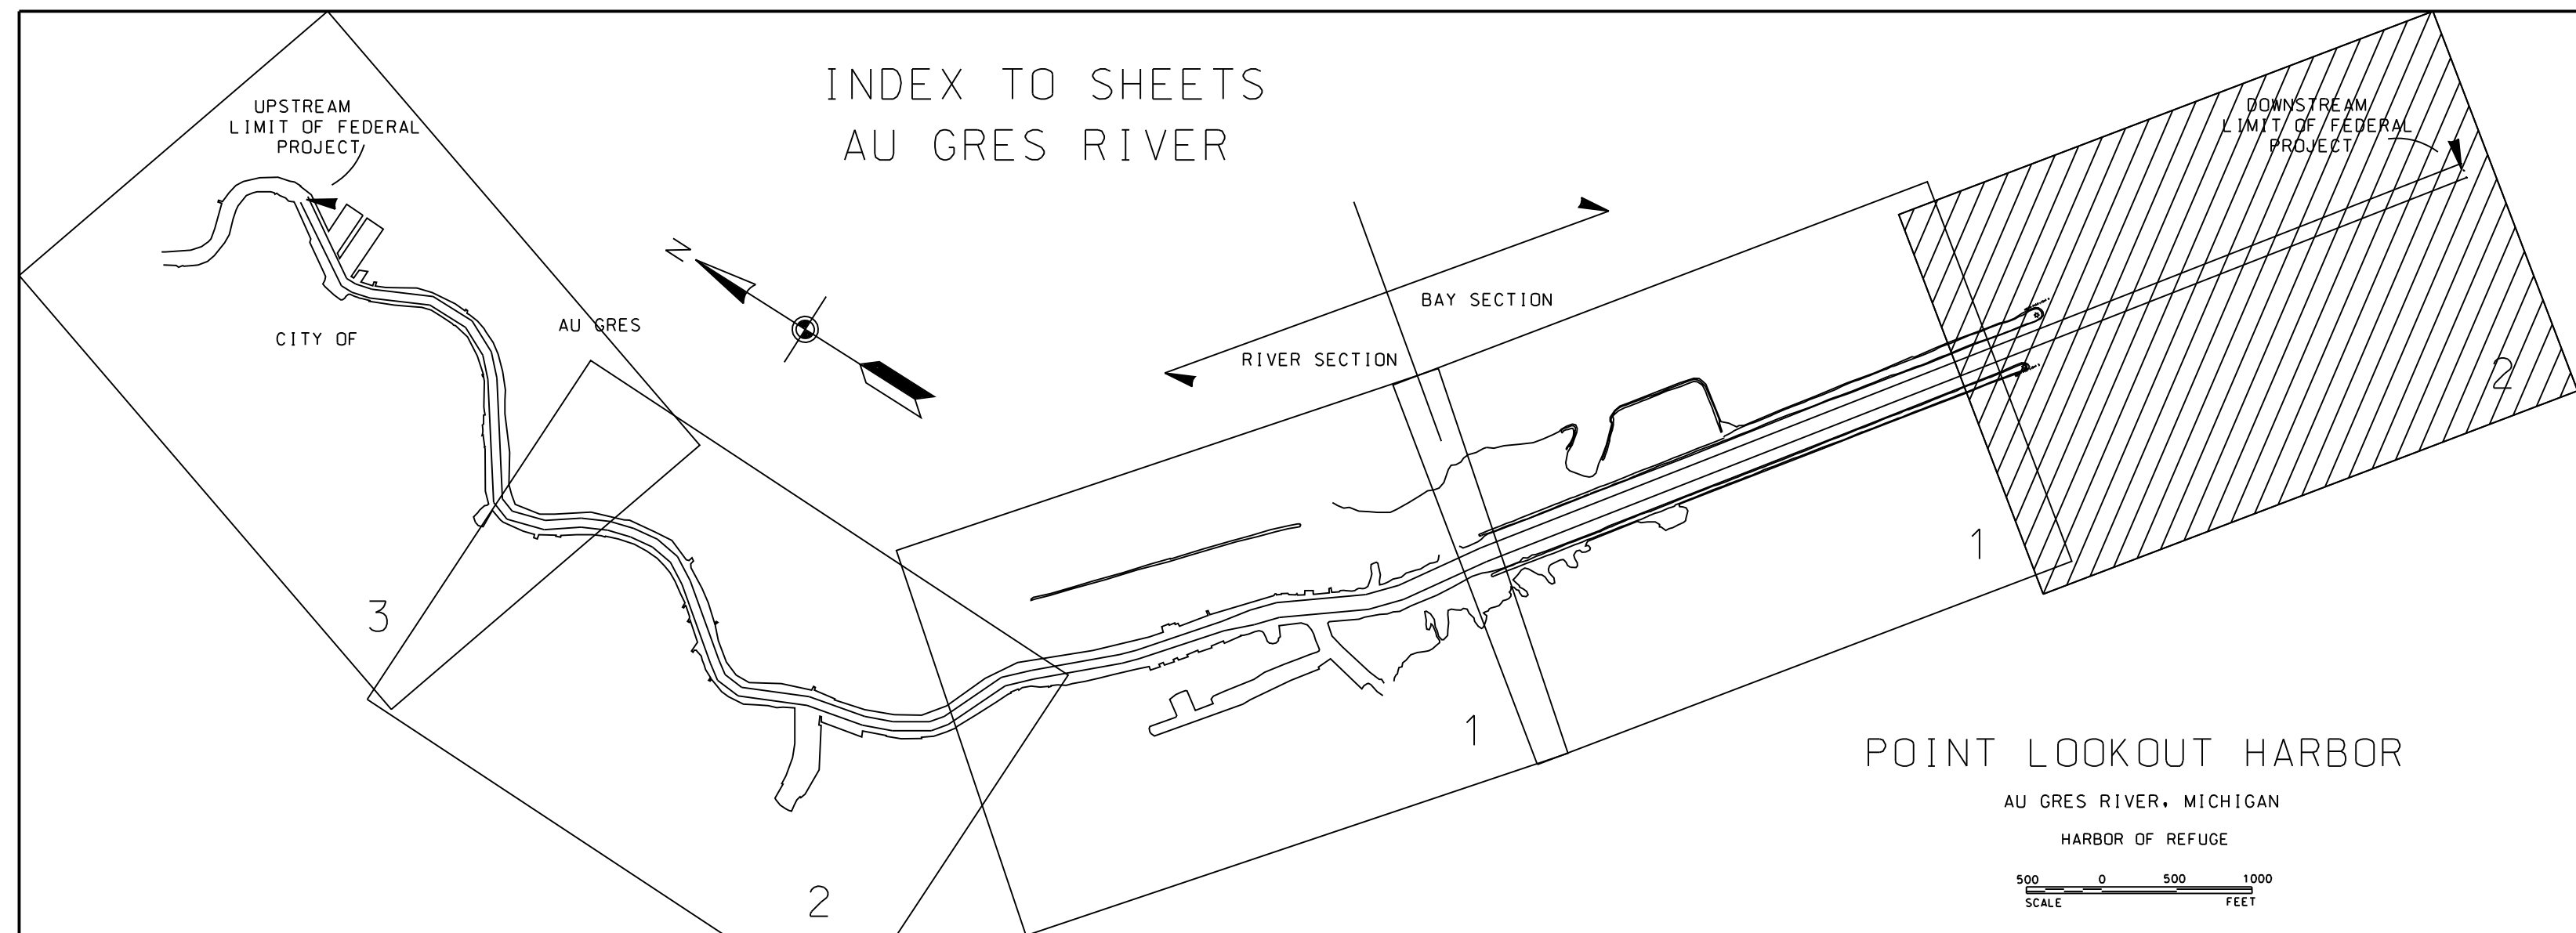 INDEX TO SHEETS
AU GRES RIVER
UPSTREAM
LIMIT OF FEDERAL
PROJECT
DOWNSTREAM
LIMIT OF FEDERAL
PROJECT
N
BAY SECTION
RIVER SECTION
CITY OF
AU GRES
3
2
1
1
2
POINT LOOKOUT HARBOR
AU GRES RIVER, MICHIGAN
HARBOR OF REFUGE
500 0 500 1000
SCALE FEET